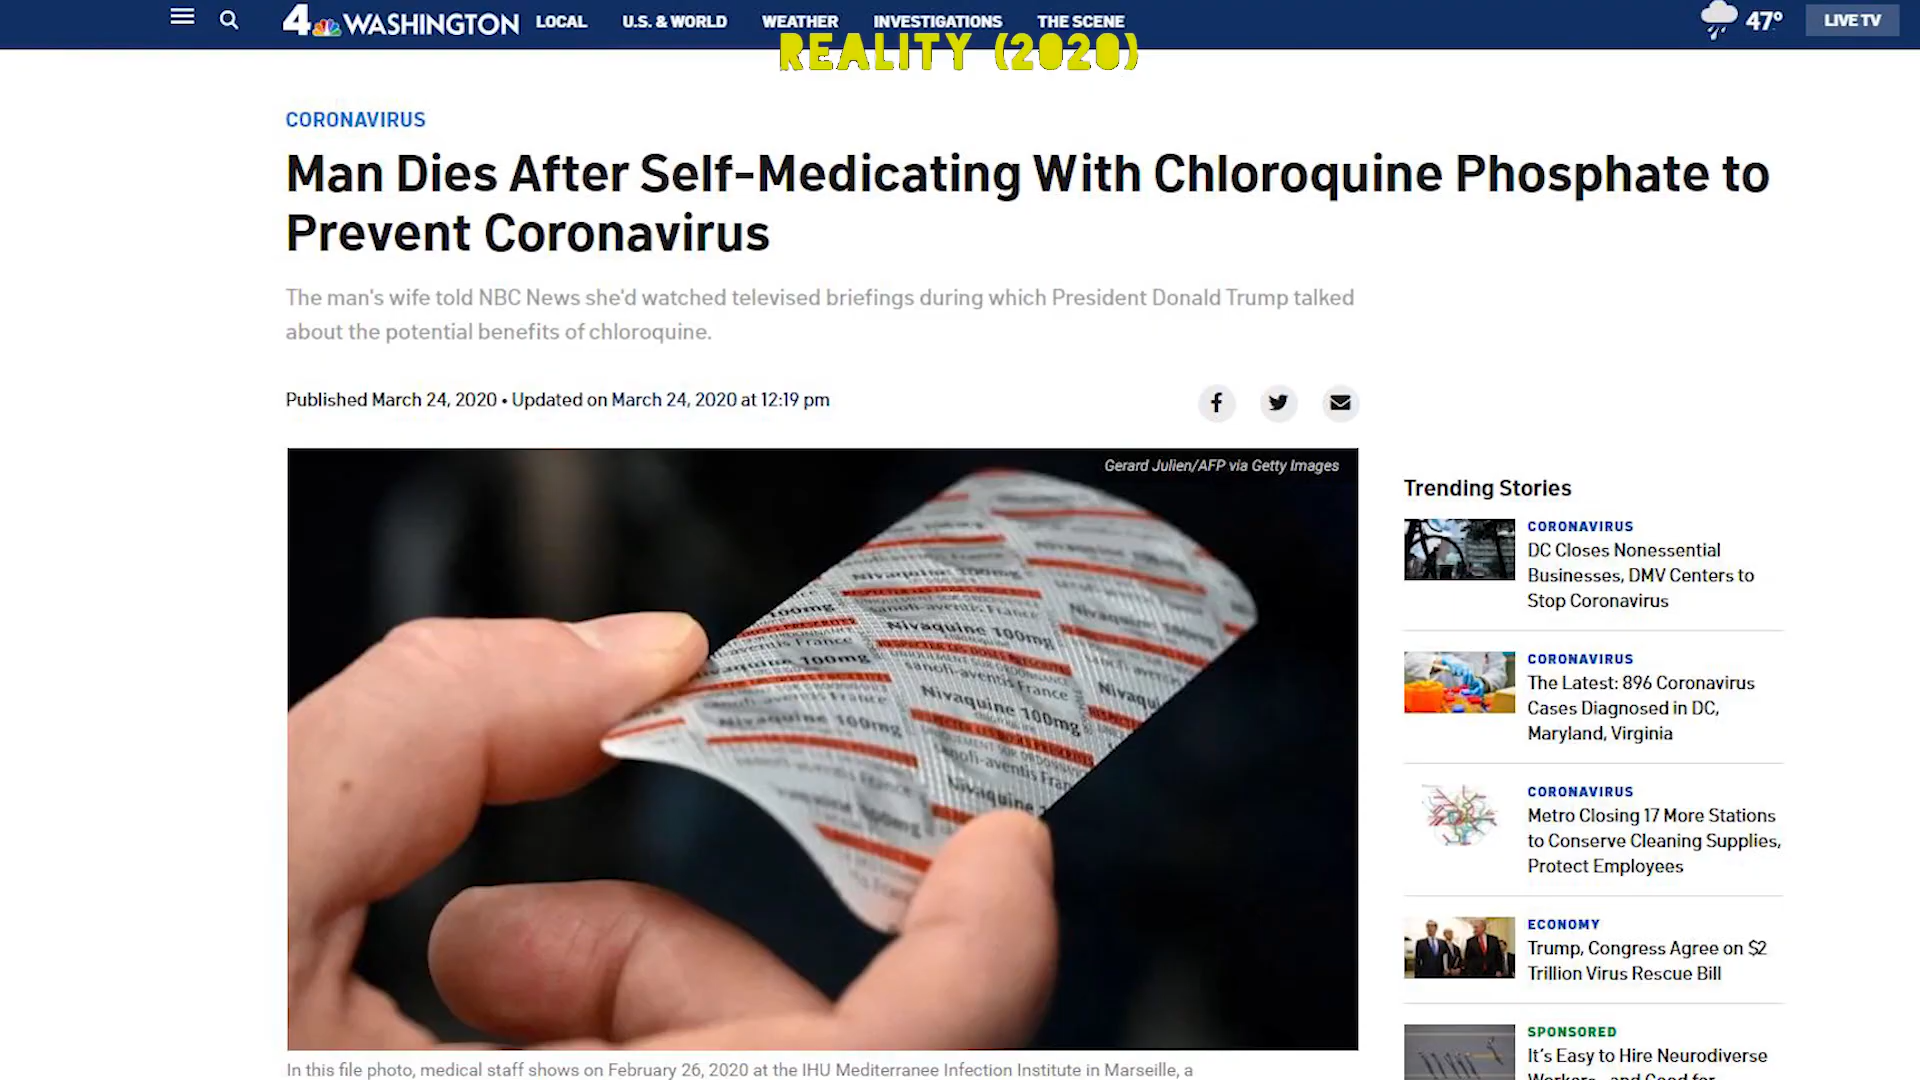 4 WASHINGTON LOCAL U.S. & WORLD WEATHER INVESTIGATIONS THE SCENE 47° LIVE TV
REALITY (2020)
CORONAVIRUS
Man Dies After Self-Medicating With Chloroquine Phosphate to
Prevent Coronavirus
The man's wife told NBC News she'd watched televised briefings during which President Donald Trump talked
about the potential benefits of chloroquine.
Published March 24, 2020 • Updated on March 24, 2020 at 12:19 pm
Gerard Julien/AFP via Getty Images
Nivaquine 100mg
sanofi-aventis France
Nivaquine 100mg
In this file photo, medical staff shows on February 26, 2020 at the IHU Mediterranee Infection Institute in Marseille, a
Trending Stories
CORONAVIRUS
DC Closes Nonessential
Businesses, DMV Centers to
Stop Coronavirus
CORONAVIRUS
The Latest: 896 Coronavirus
Cases Diagnosed in DC,
Maryland, Virginia
CORONAVIRUS
Metro Closing 17 More Stations
to Conserve Cleaning Supplies,
Protect Employees
ECONOMY
Trump, Congress Agree on $2
Trillion Virus Rescue Bill
SPONSORED
It's Easy to Hire Neurodiverse